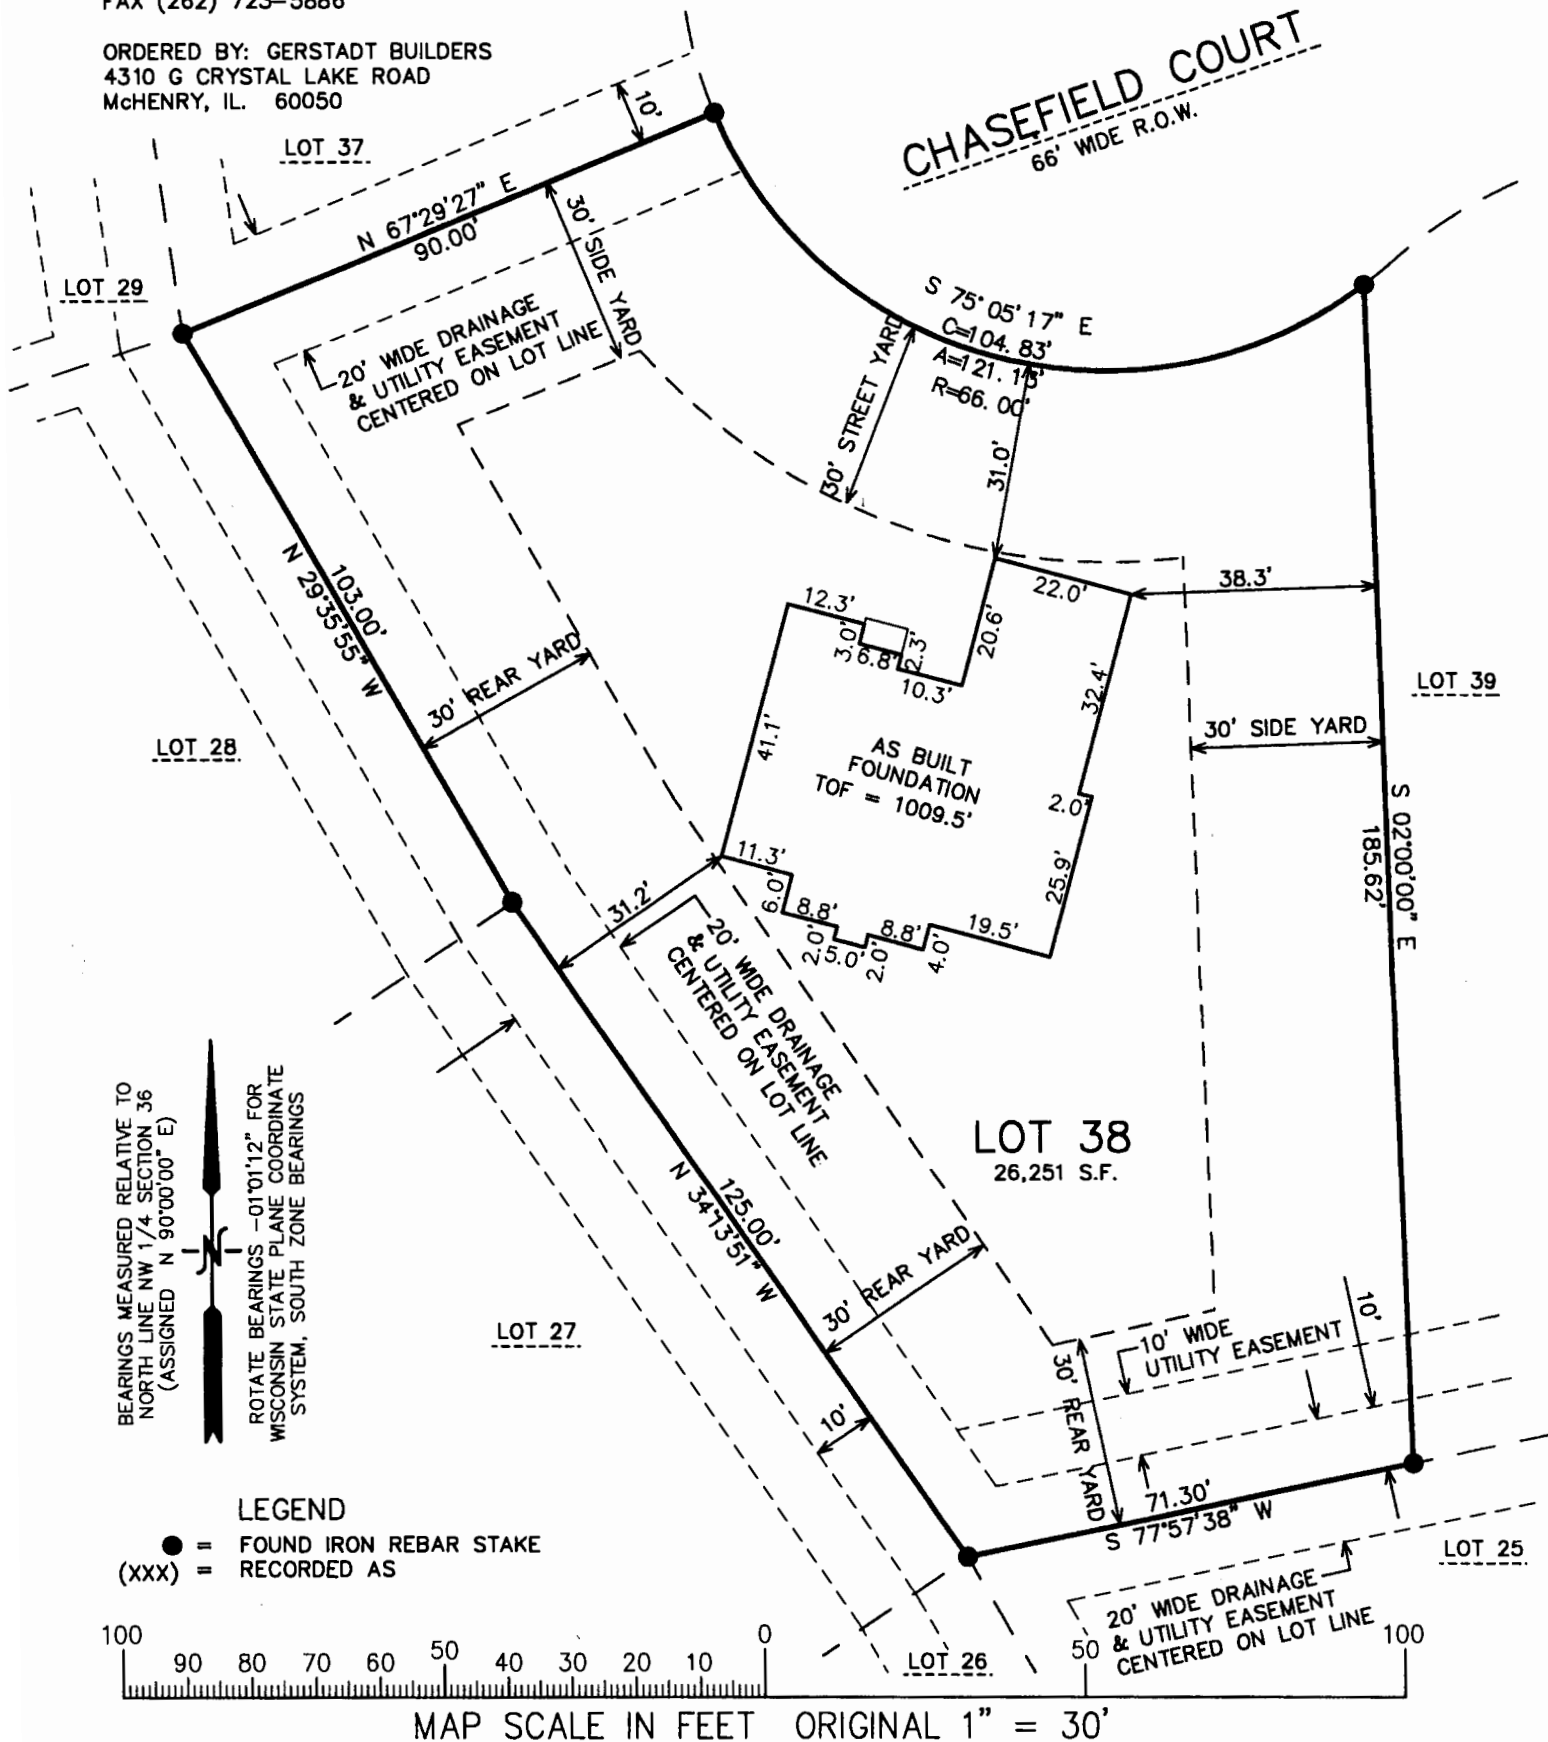 FAX (262) 723-5886
ORDERED BY: GERSTADT BUILDERS
4310 G CRYSTAL LAKE ROAD
McHENRY, IL. 60050
CHASEFIELD COURT
66' WIDE R.O.W.
LOT 37
10'
N 67°29'27" E
90.00'
30' SIDE YARD
LOT 29
20' WIDE DRAINAGE
& UTILITY EASEMENT
CENTERED ON LOT LINE
S 75°05'17" E
C=104.83'
A=121.13'
R=66.00'
30' STREET YARD
31.0'
103.00'
N 29°35'55" W
30' REAR YARD
LOT 28
12.3'
3.0'
6.8'
2.3'
10.3'
20.6'
22.0'
38.3'
32.4'
41.1'
AS BUILT
FOUNDATION
TOF = 1009.5'
2.0'
25.9'
LOT 39
30' SIDE YARD
S 02°00'00" E
185.62'
11.3'
6.0'
8.8'
2.0'
5.0'
2.0'
8.8'
4.0'
19.5'
31.2'
20' WIDE DRAINAGE
& UTILITY EASEMENT
CENTERED ON LOT LINE
LOT 38
26,251 S.F.
125.00'
N 34°13'51" W
30' REAR YARD
BEARINGS MEASURED RELATIVE TO
NORTH LINE NW 1/4 SECTION 36
(ASSIGNED N 90°00'00" E)
N
ROTATE BEARINGS -01°01'12" FOR
WISCONSIN STATE PLANE COORDINATE
SYSTEM, SOUTH ZONE BEARINGS
LOT 27
10'
10' WIDE
UTILITY EASEMENT
10'
30' REAR YARD
71.30'
S 77°57'38" W
LOT 25
20' WIDE DRAINAGE
& UTILITY EASEMENT
CENTERED ON LOT LINE
LOT 26
LEGEND
= FOUND IRON REBAR STAKE
(XXX) = RECORDED AS
100 90 80 70 60 50 40 30 20 10 0 50 100
MAP SCALE IN FEET ORIGINAL 1" = 30'